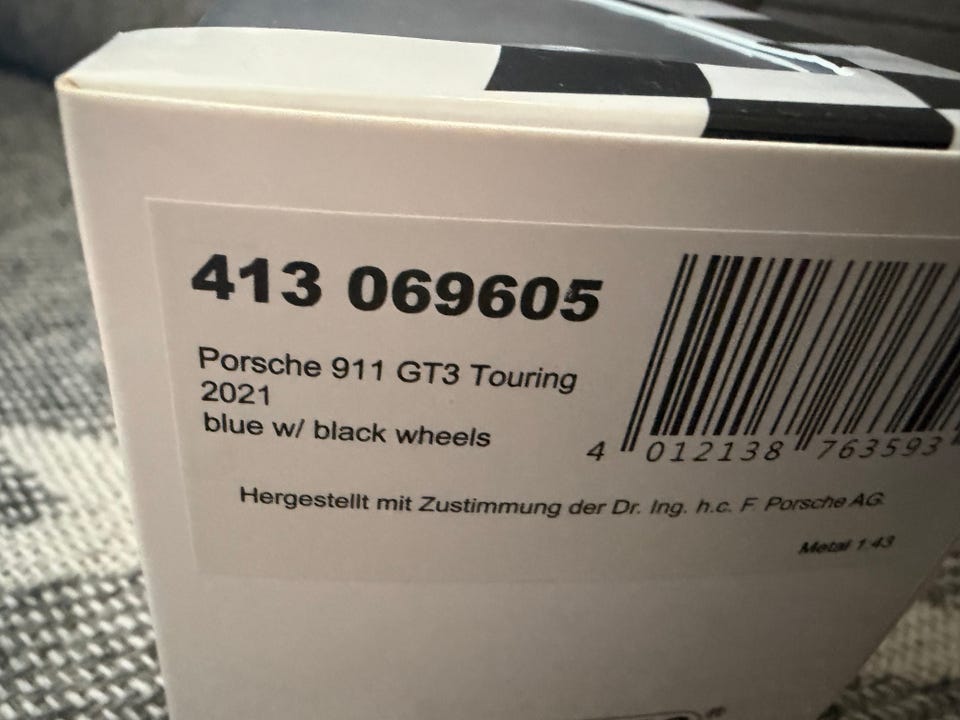 413 069605
Porsche 911 GT3 Touring
2021
blue w/ black wheels
4 012138 763593
Hergestellt mit Zustimmung der Dr. Ing. h.c. F. Porsche AG.
Metal 1:43
®